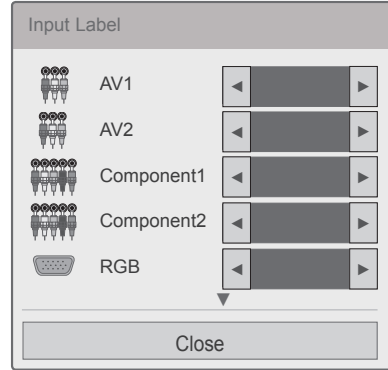 Input Label
AV1
AV2
Component1
Component2
RGB
Close